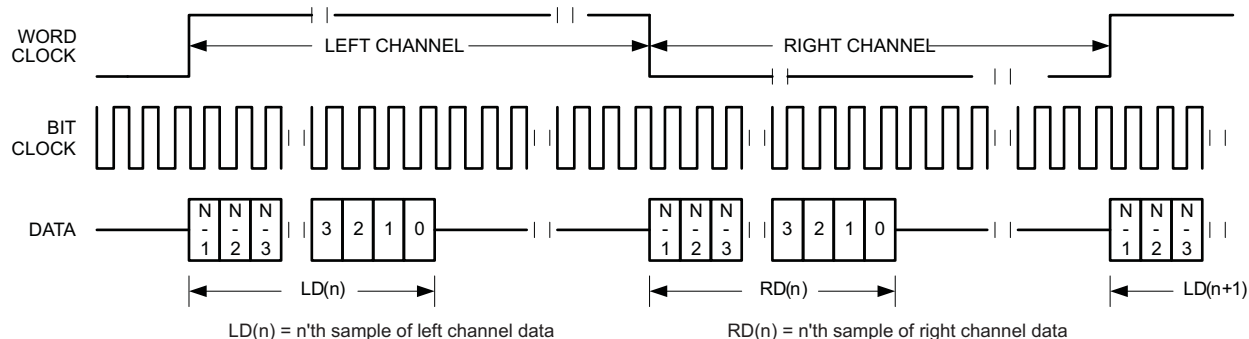 WORD
CLOCK
LEFT CHANNEL
RIGHT CHANNEL
BIT
CLOCK
DATA
N
-
1
N
-
2
N
-
3
3
2
1
0
N
-
1
N
-
2
N
-
3
3
2
1
0
N
-
1
N
-
2
N
-
3
LD(n)
RD(n)
LD(n+1)
LD(n) = n'th sample of left channel data
RD(n) = n'th sample of right channel data